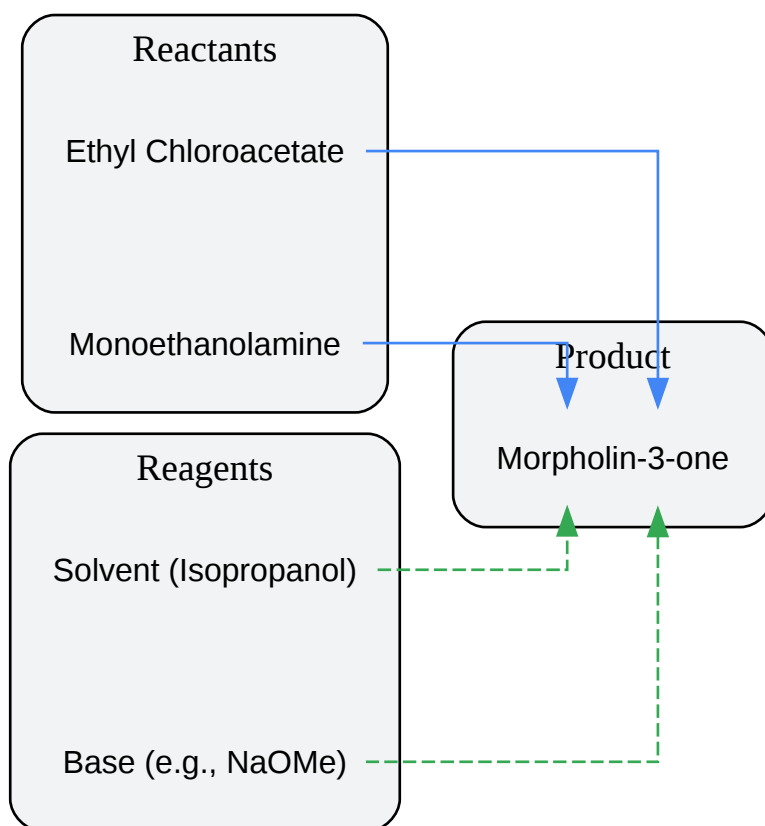 Reactants
Ethyl Chloroacetate
Monoethanolamine
Product
Morpholin-3-one
Reagents
Solvent (Isopropanol)
Base (e.g., NaOMe)